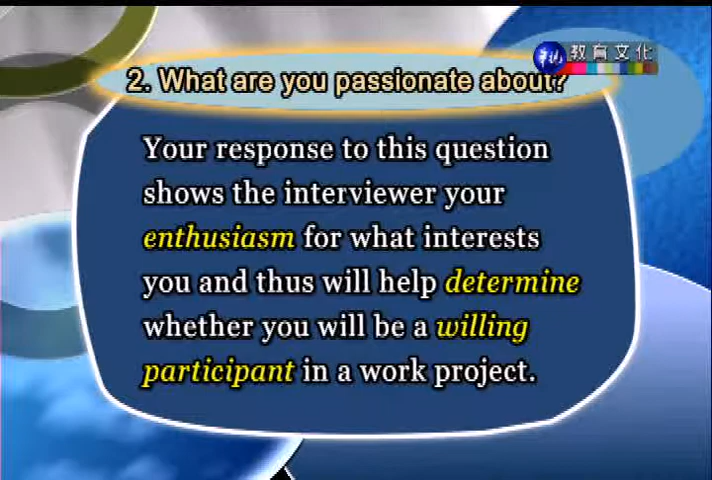 華視 教育文化
2. What are you passionate about?
Your response to this question
shows the interviewer your
enthusiasm for what interests
you and thus will help determine
whether you will be a willing
participant in a work project.